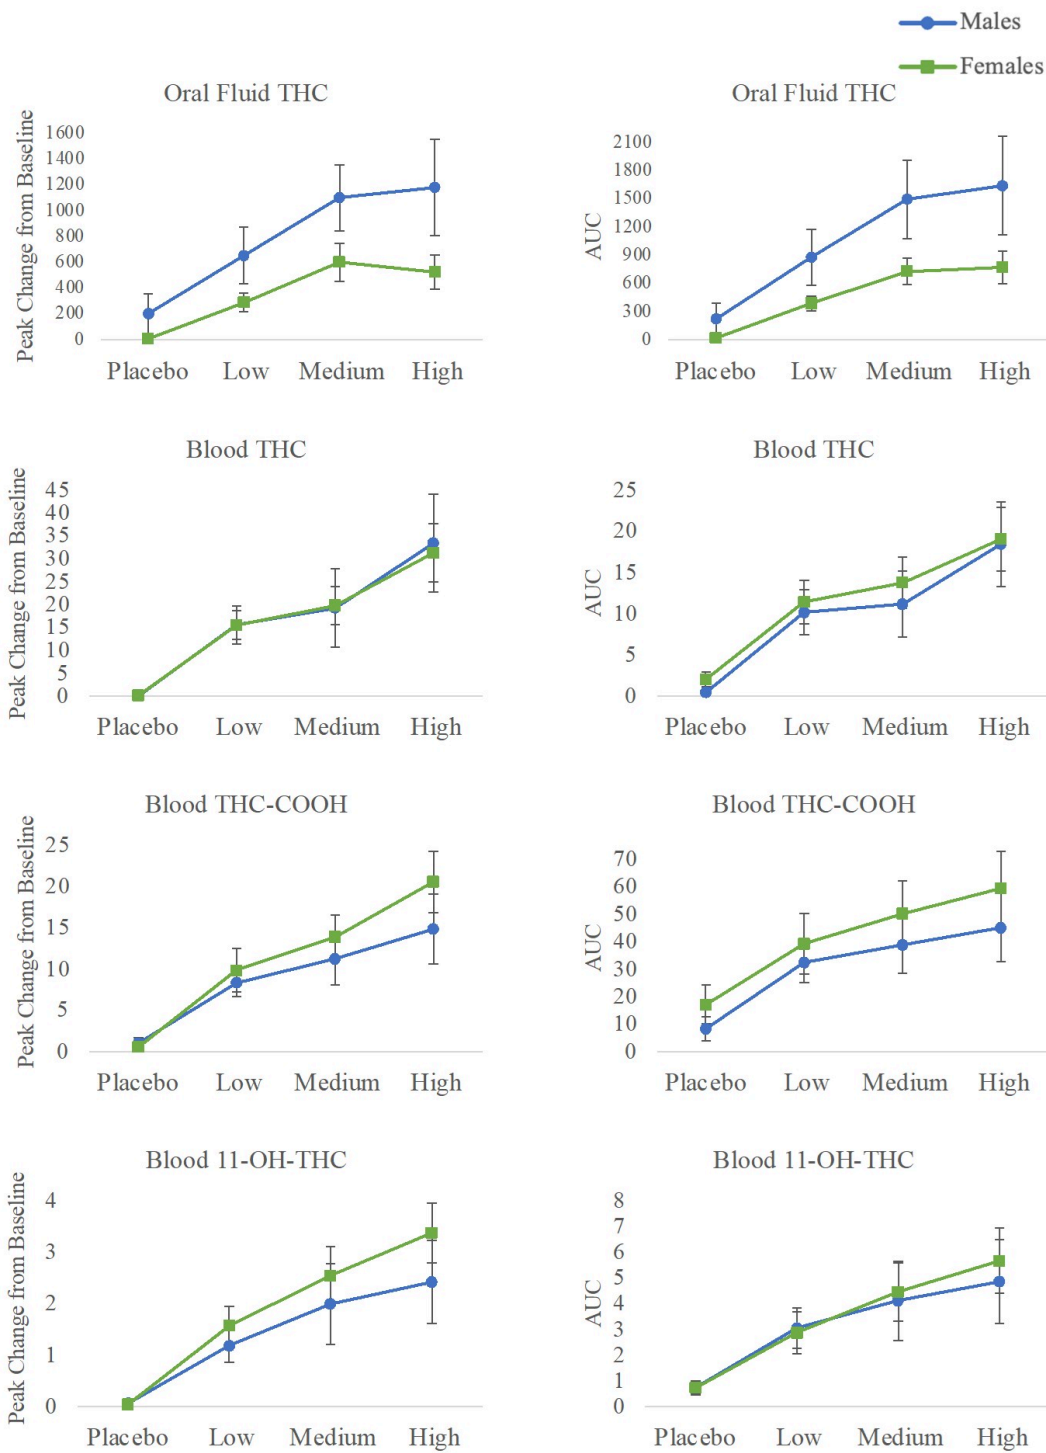 Males
Females
Oral Fluid THC
Peak Change from Baseline
1600
1400
1200
1000
800
600
400
200
0
Placebo Low Medium High
Oral Fluid THC
AUC
2100
1800
1500
1200
900
600
300
0
Placebo Low Medium High
Blood THC
Peak Change from Baseline
45
40
35
30
25
20
15
10
5
0
Placebo Low Medium High
Blood THC
AUC
25
20
15
10
5
0
Placebo Low Medium High
Blood THC-COOH
Peak Change from Baseline
25
20
15
10
5
0
Placebo Low Medium High
Blood THC-COOH
AUC
70
60
50
40
30
20
10
0
Placebo Low Medium High
Blood 11-OH-THC
Peak Change from Baseline
4
3
2
1
0
Placebo Low Medium High
Blood 11-OH-THC
AUC
8
7
6
5
4
3
2
1
0
Placebo Low Medium High